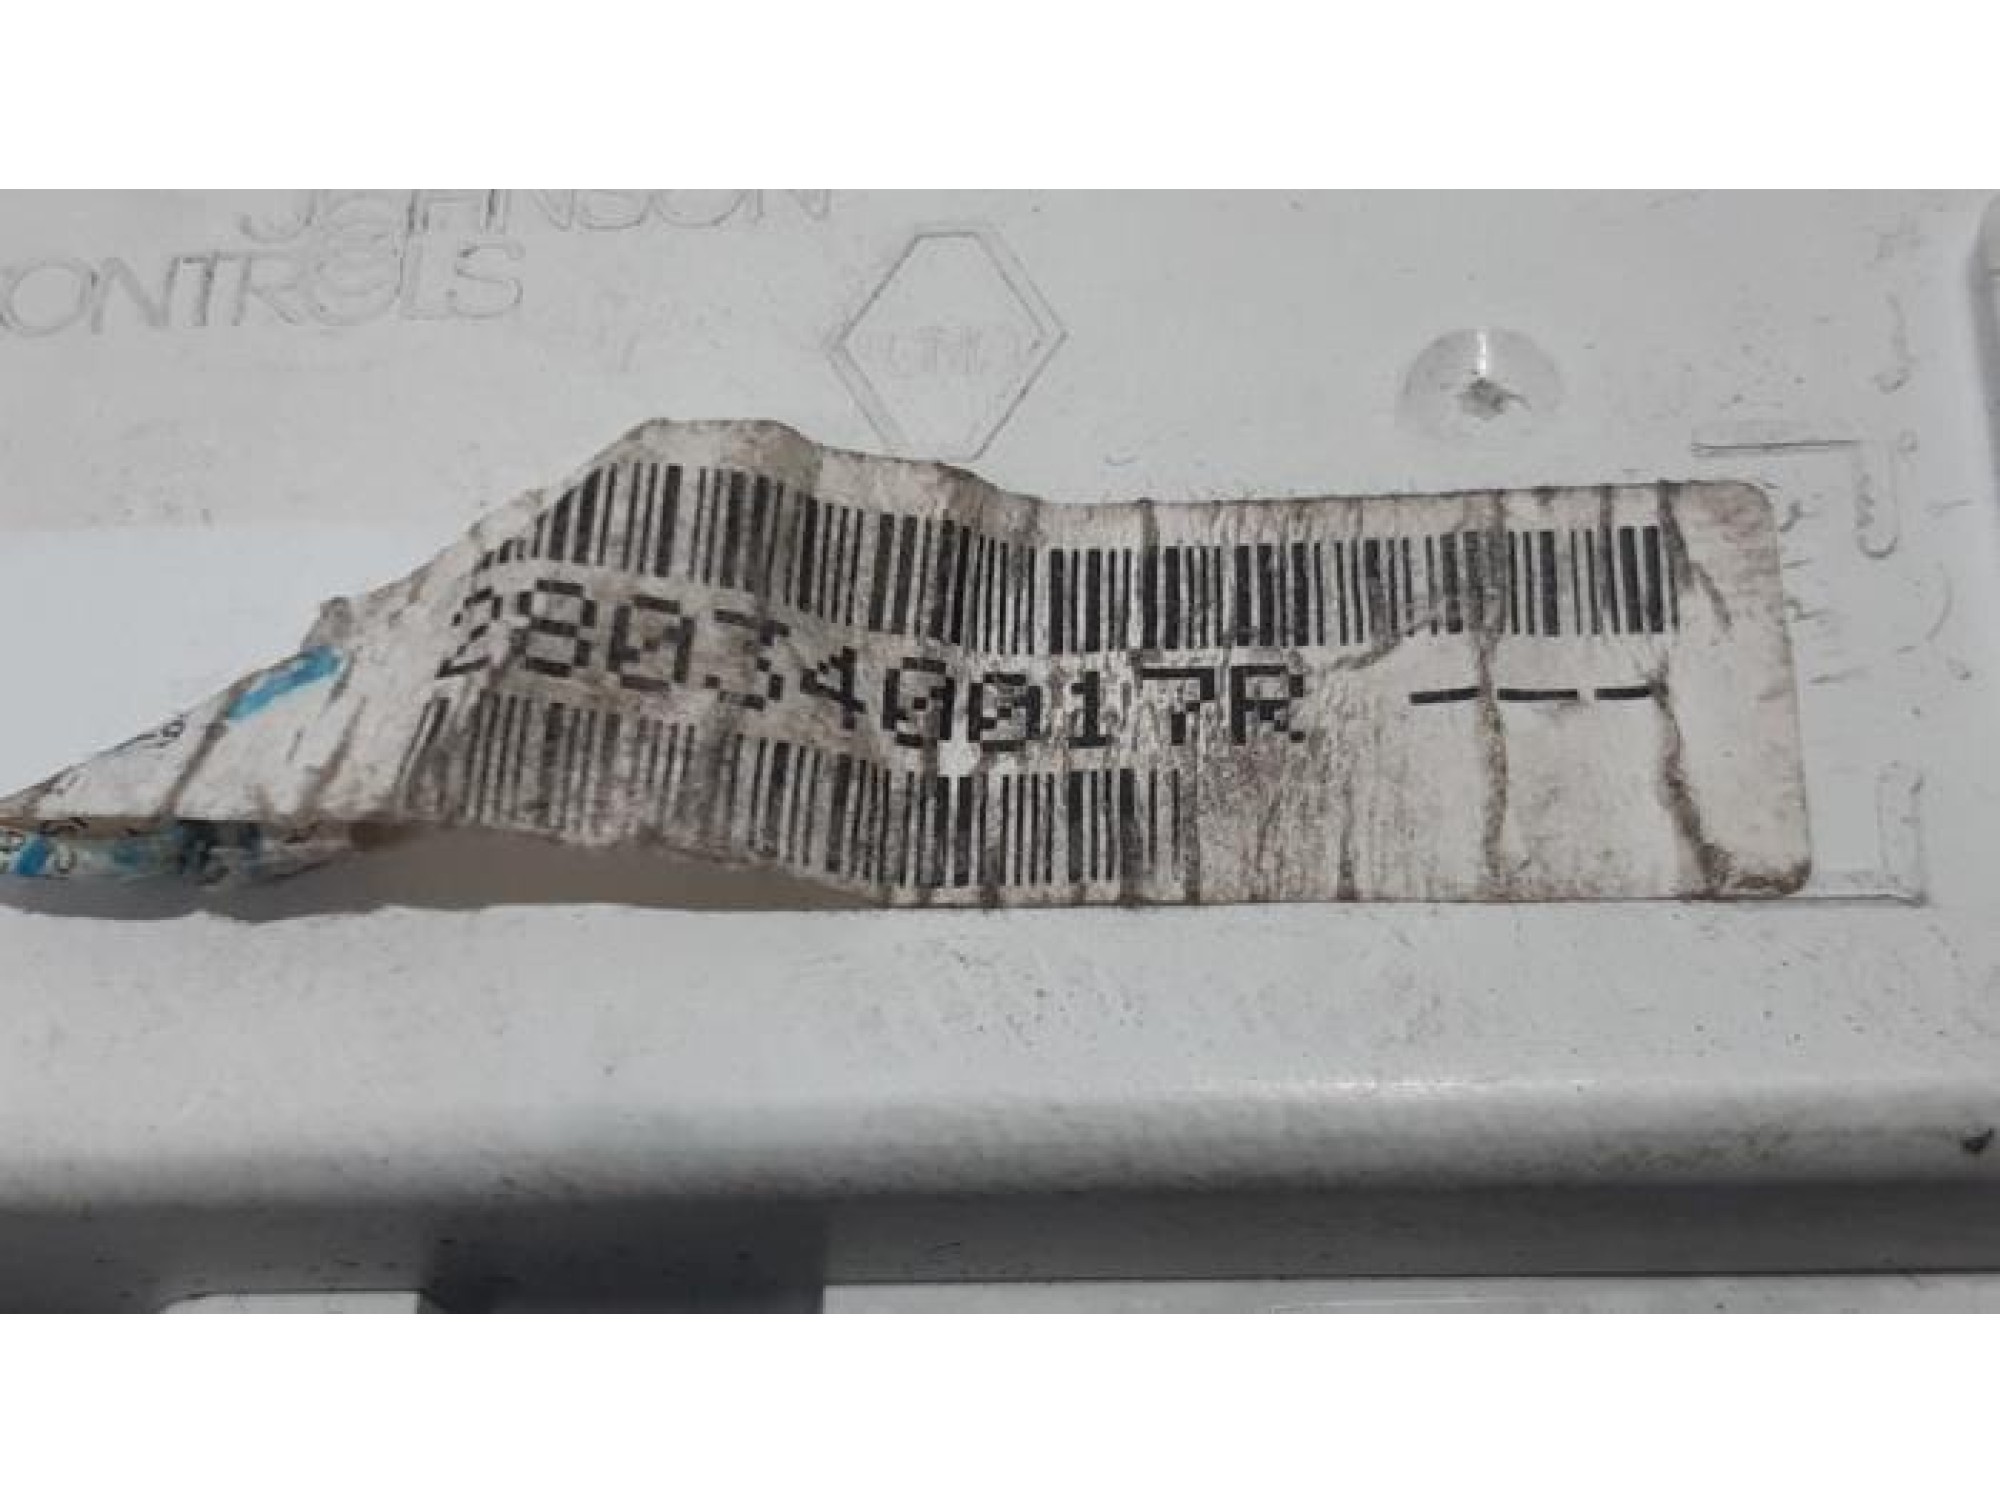 JOHNSON
CONTROLS
280340017R ---